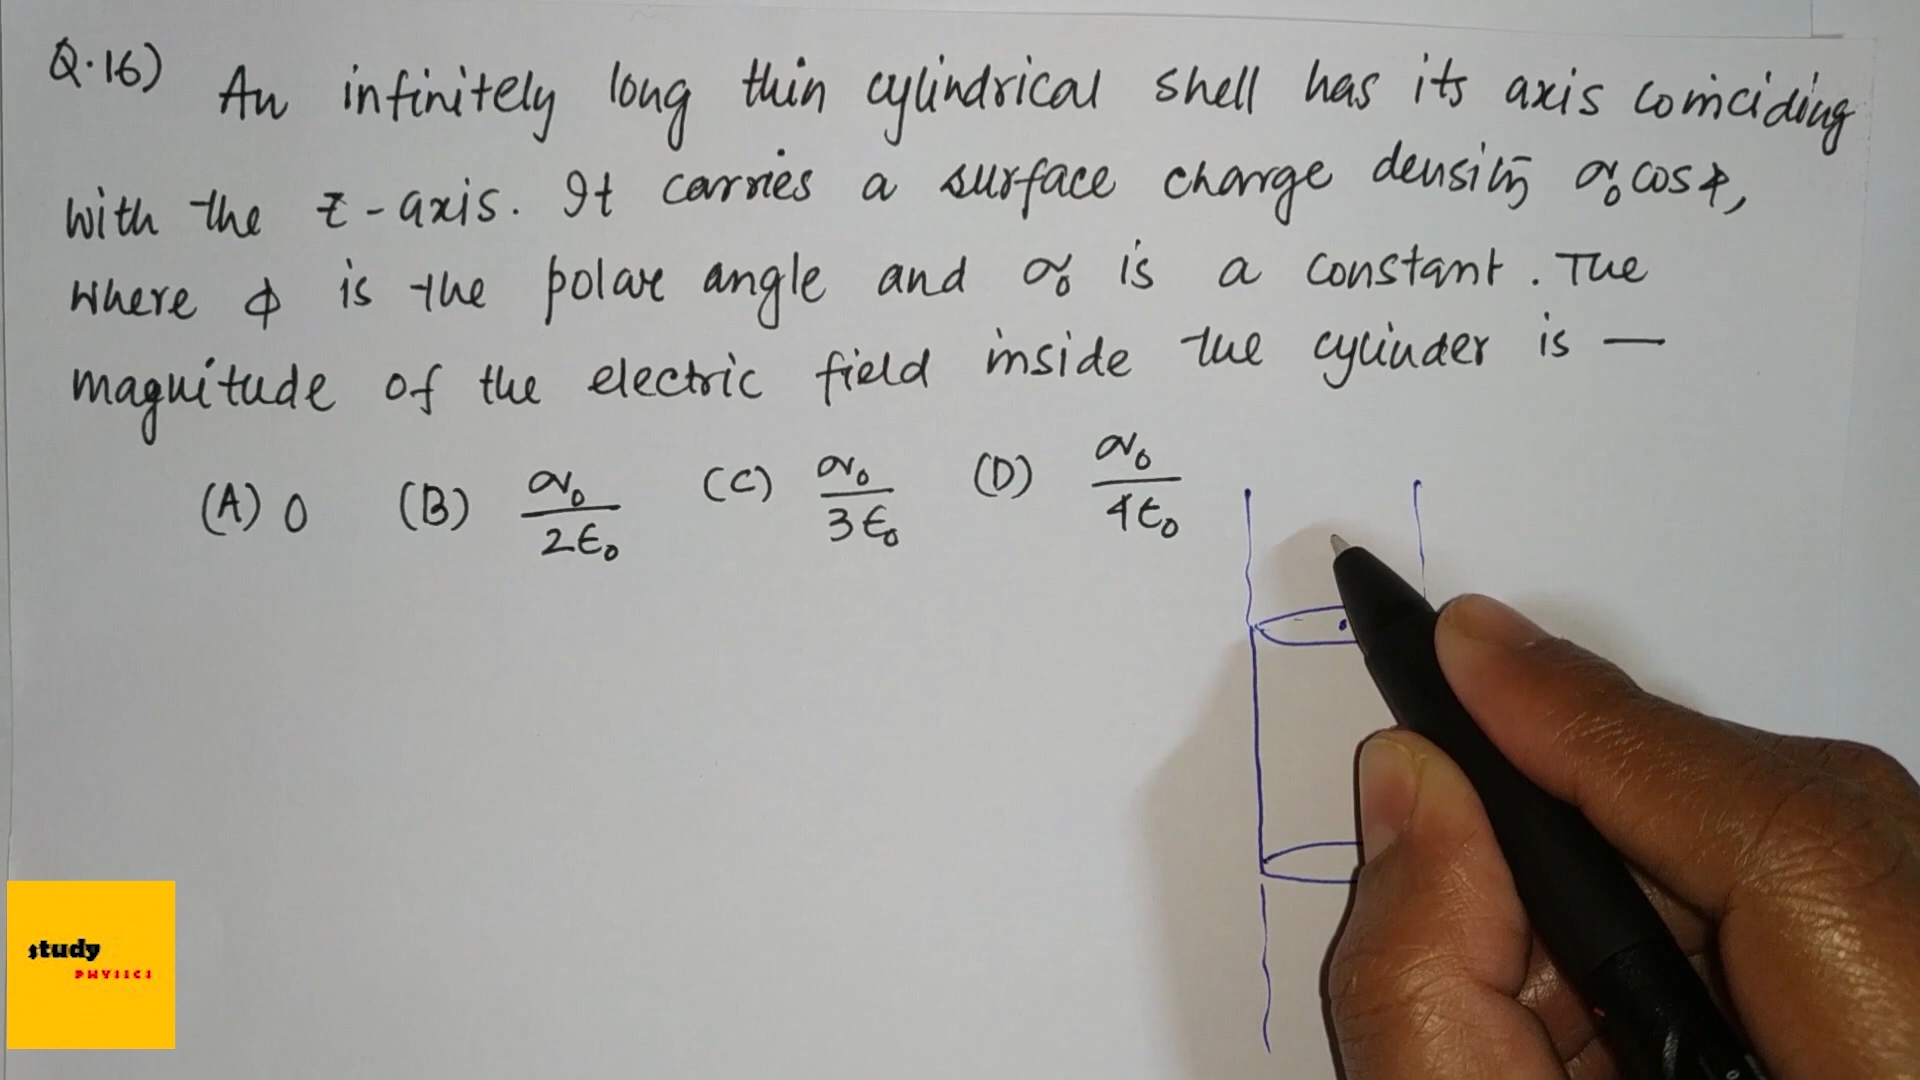 Q.16) An infinitely long thin cylindrical shell has its axis coinciding
with the z-axis. It carries a surface charge density σ₀ cosφ,
where φ is the polar angle and σ₀ is a constant. The
magnitude of the electric field inside the cylinder is —
(A) 0 (B) σ₀/2ε₀ (C) σ₀/3ε₀ (D) σ₀/4ε₀
study
PHYSICS